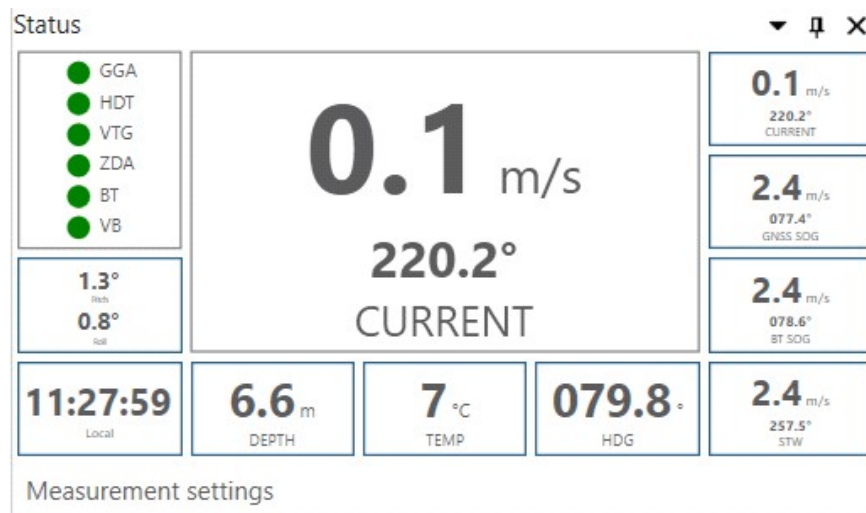 Status
GGA
HDT
VTG
ZDA
BT
VB
1.3°
Pitch
0.8°
Roll
0.1 m/s
220.2°
CURRENT
0.1 m/s
220.2°
CURRENT
2.4 m/s
077.4°
GNSS SOG
2.4 m/s
078.6°
BT SOG
11:27:59
Local
6.6 m
DEPTH
7 °C
TEMP
079.8 °
HDG
2.4 m/s
257.5°
STW
Measurement settings